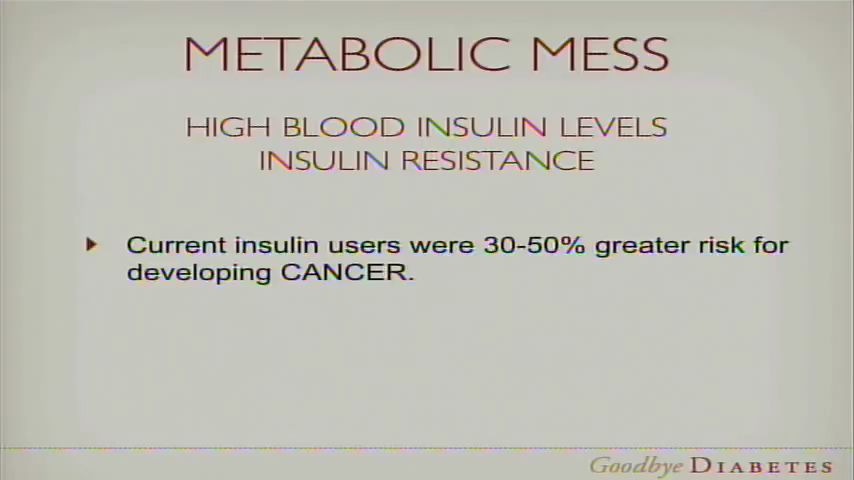 METABOLIC MESS
HIGH BLOOD INSULIN LEVELS
INSULIN RESISTANCE
Current insulin users were 30-50% greater risk for
developing CANCER.
Goodbye DIABETES